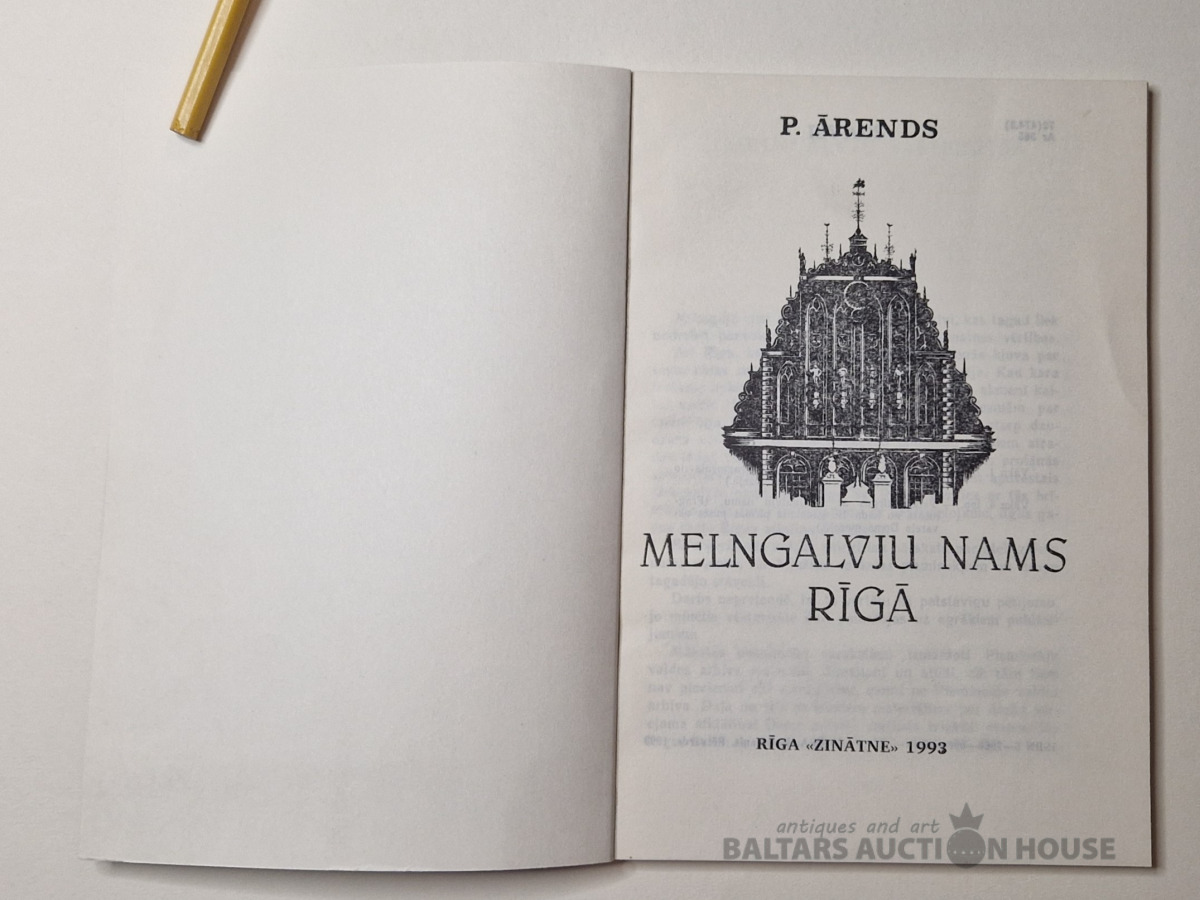 P. ĀRENDS
MELNGALVJU NAMS
RĪGĀ
RĪGA «ZINĀTNE» 1993
antiques and art
BALTARS AUCTION HOUSE